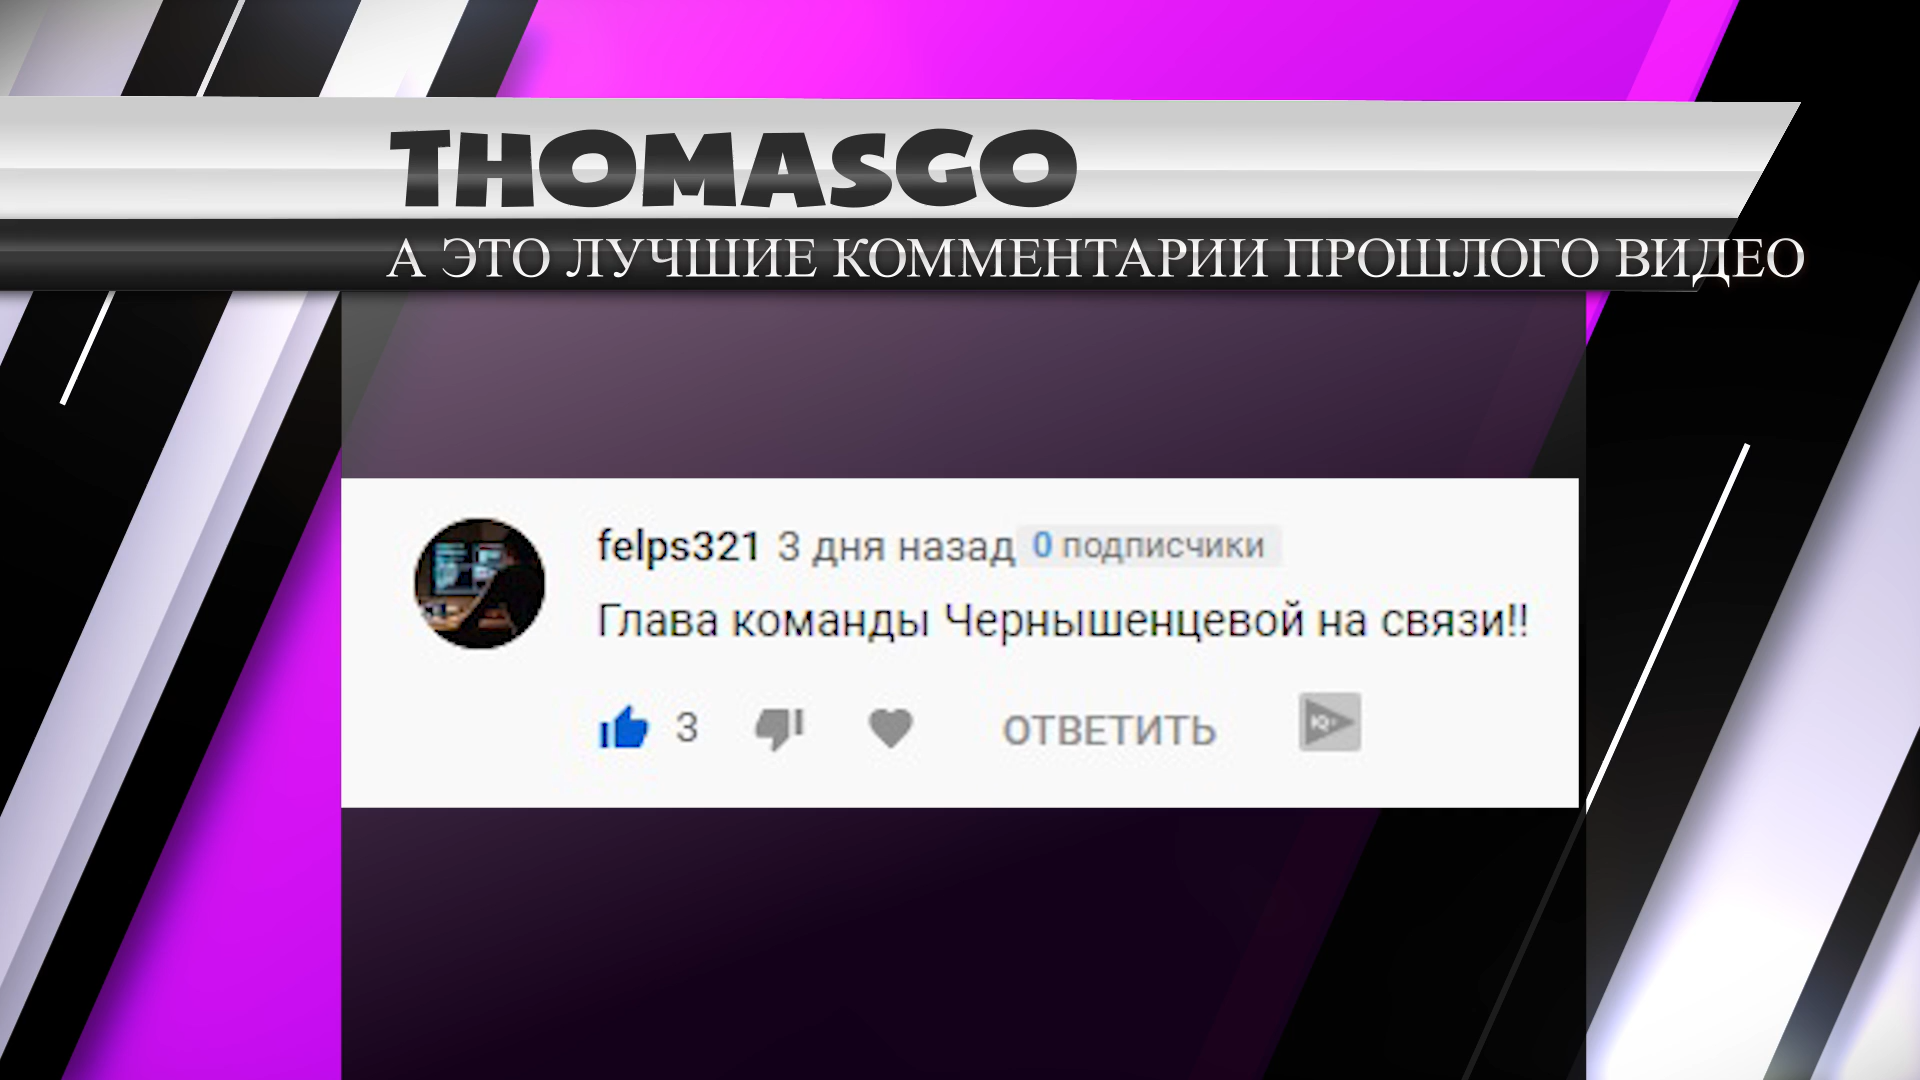 THOMASGO
А ЭТО ЛУЧШИЕ КОММЕНТАРИИ ПРОШЛОГО ВИДЕО
felps321 3 дня назад 0 подписчики
Глава команды Чернышенцевой на связи!!
3 ОТВЕТИТЬ IQ+